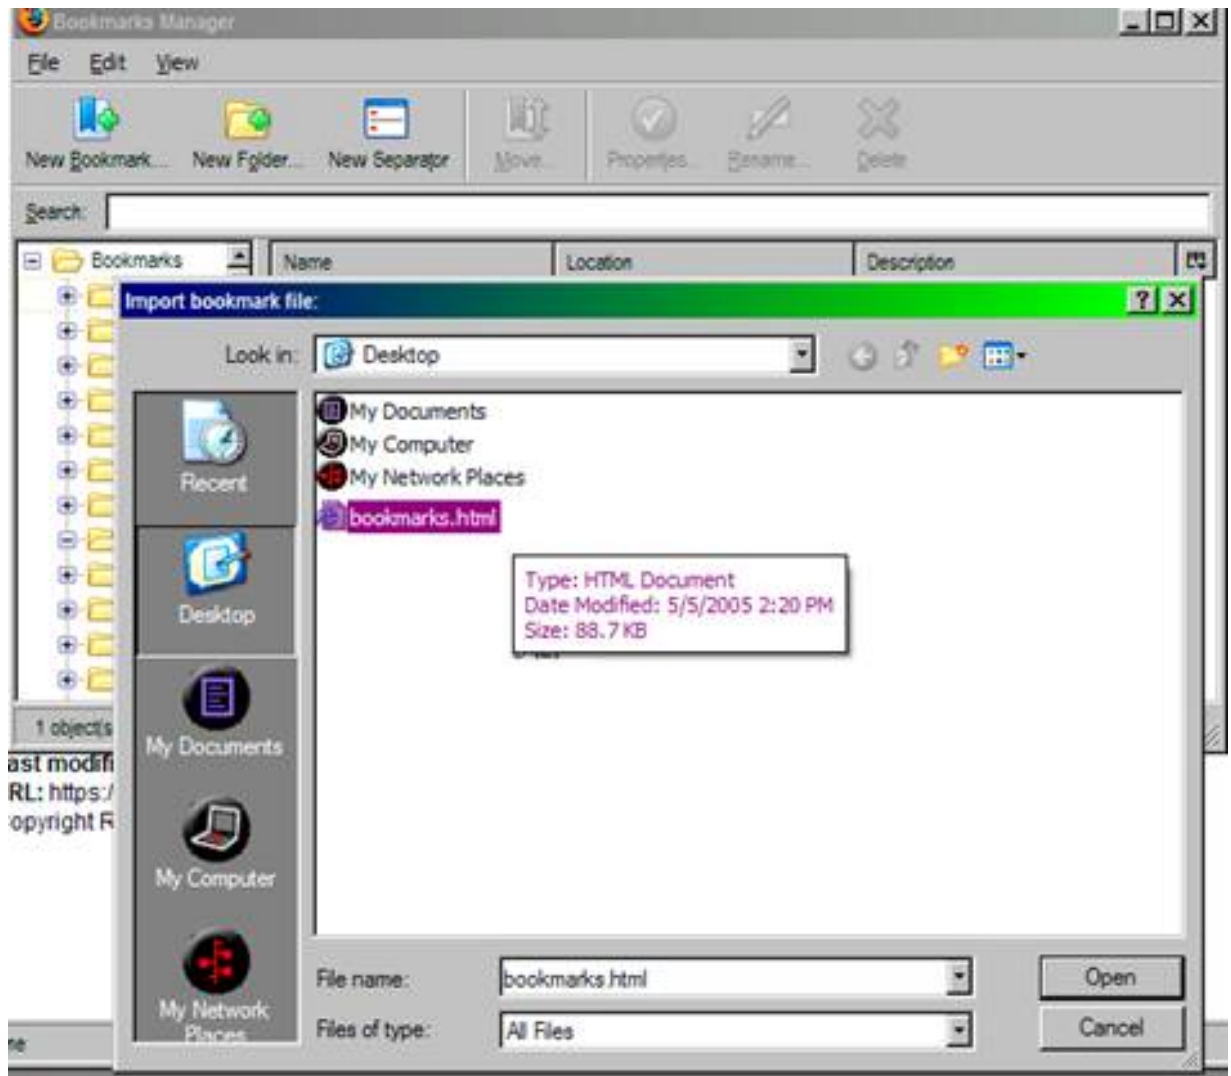 Bookmarks Manager
File Edit View
New Bookmark... New Folder... New Separator Move... Properties... Rename... Delete
Search:
Bookmarks Name Location Description
Import bookmark file:
Look in: Desktop
My Documents
My Computer
My Network Places
bookmarks.html
Type: HTML Document
Date Modified: 5/5/2005 2:20 PM
Size: 88.7 KB
Recent
Desktop
My Documents
My Computer
My Network
Places
1 object(s
ast modifi
RL: https:/
opyright R
File name: bookmarks.html Open
Files of type: All Files Cancel